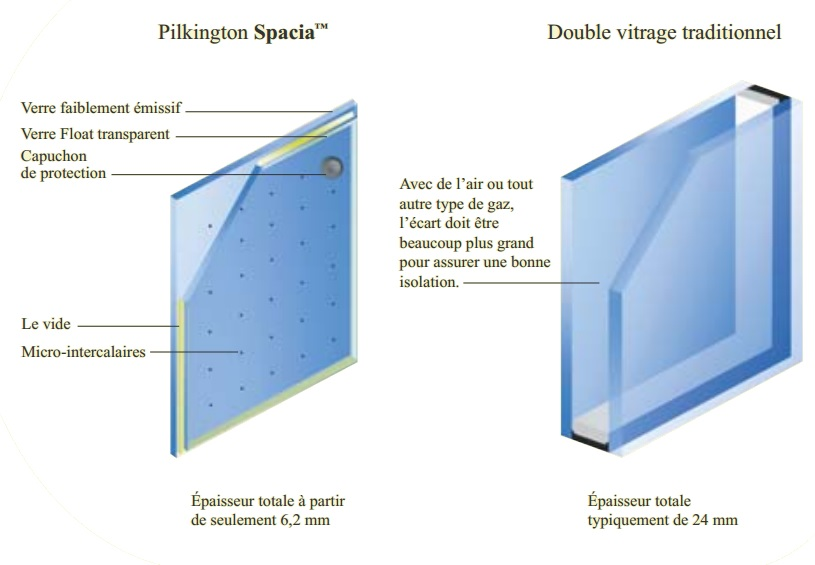 Pilkington Spacia™
Double vitrage traditionnel
Verre faiblement émissif
Verre Float transparent
Capuchon
de protection
Le vide
Micro-intercalaires
Avec de l’air ou tout
autre type de gaz,
l’écart doit être
beaucoup plus grand
pour assurer une bonne
isolation.
Épaisseur totale à partir
de seulement 6,2 mm
Épaisseur totale
typiquement de 24 mm